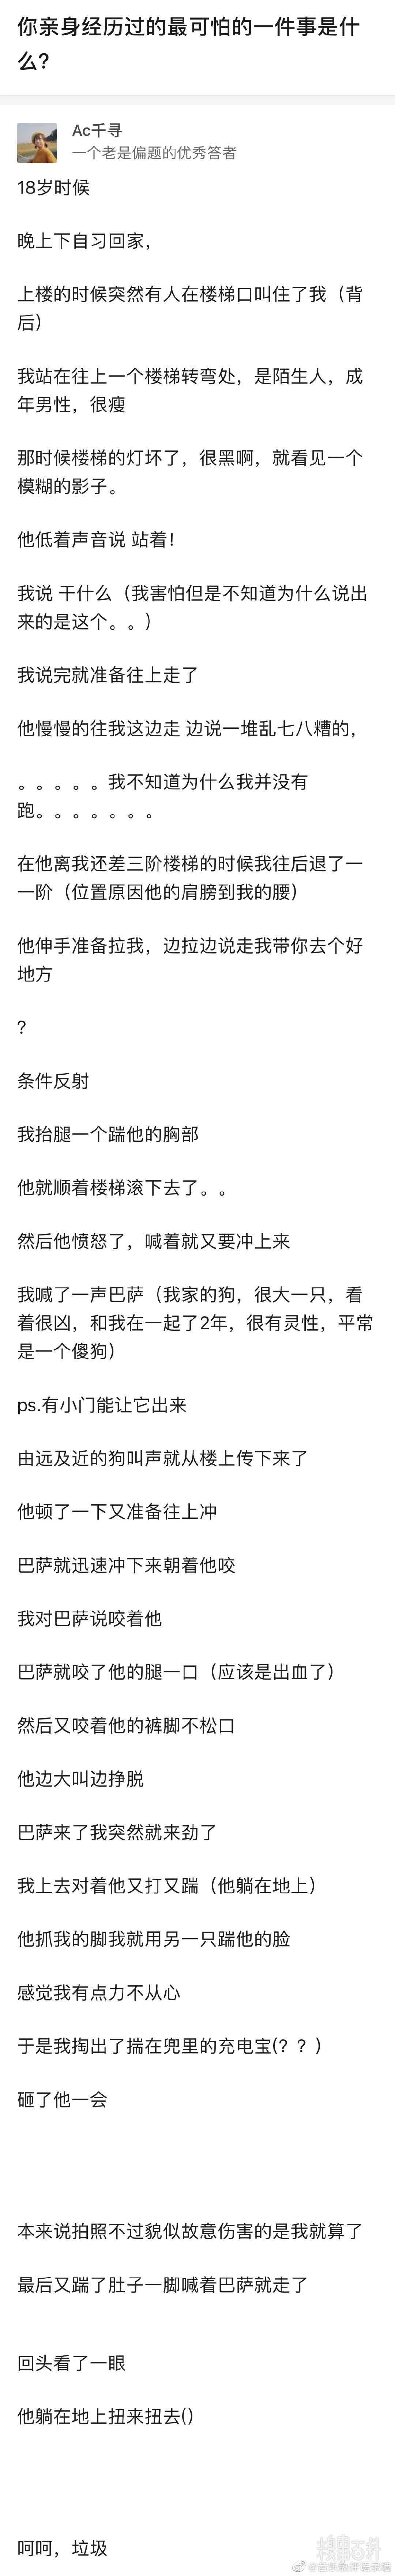 你亲身经历过的最可怕的一件事是什
么?
Ac千寻
一个老是偏题的优秀答者
18岁时候
晚上下自习回家，
上楼的时候突然有人在楼梯口叫住了我（背
后）
我站在往上一个楼梯转弯处，是陌生人，成
年男性，很瘦
那时候楼梯的灯坏了，很黑啊，就看见一个
模糊的影子。
他低着声音说 站着！
我说 干什么（我害怕但是不知道为什么说出
来的是这个。。）
我说完就准备往上走了
他慢慢的往我这边走 边说一堆乱七八糟的，
。。。。。我不知道为什么我并没有
跑。。。。。。。
在他离我还差三阶楼梯的时候我往后退了一
一阶（位置原因他的肩膀到我的腰）
他伸手准备拉我，边拉边说走我带你去个好
地方
?
条件反射
我抬腿一个踹他的胸部
他就顺着楼梯滚下去了。。
然后他愤怒了，喊着就又要冲上来
我喊了一声巴萨（我家的狗，很大一只，看
着很凶，和我在一起了2年，很有灵性，平常
是一个傻狗）
ps.有小门能让它出来
由远及近的狗叫声就从楼上传下来了
他顿了一下又准备往上冲
巴萨就迅速冲下来朝着他咬
我对巴萨说咬着他
巴萨就咬了他的腿一口（应该是出血了）
然后又咬着他的裤脚不松口
他边大叫边挣脱
巴萨来了我突然就来劲了
我上去对着他又打又踹（他躺在地上）
他抓我的脚我就用另一只踹他的脸
感觉我有点力不从心
于是我掏出了揣在兜里的充电宝(？？)
砸了他一会
本来说拍照不过貌似故意伤害的是我就算了
最后又踹了肚子一脚喊着巴萨就走了
回头看了一眼
他躺在地上扭来扭去()
呵呵，垃圾